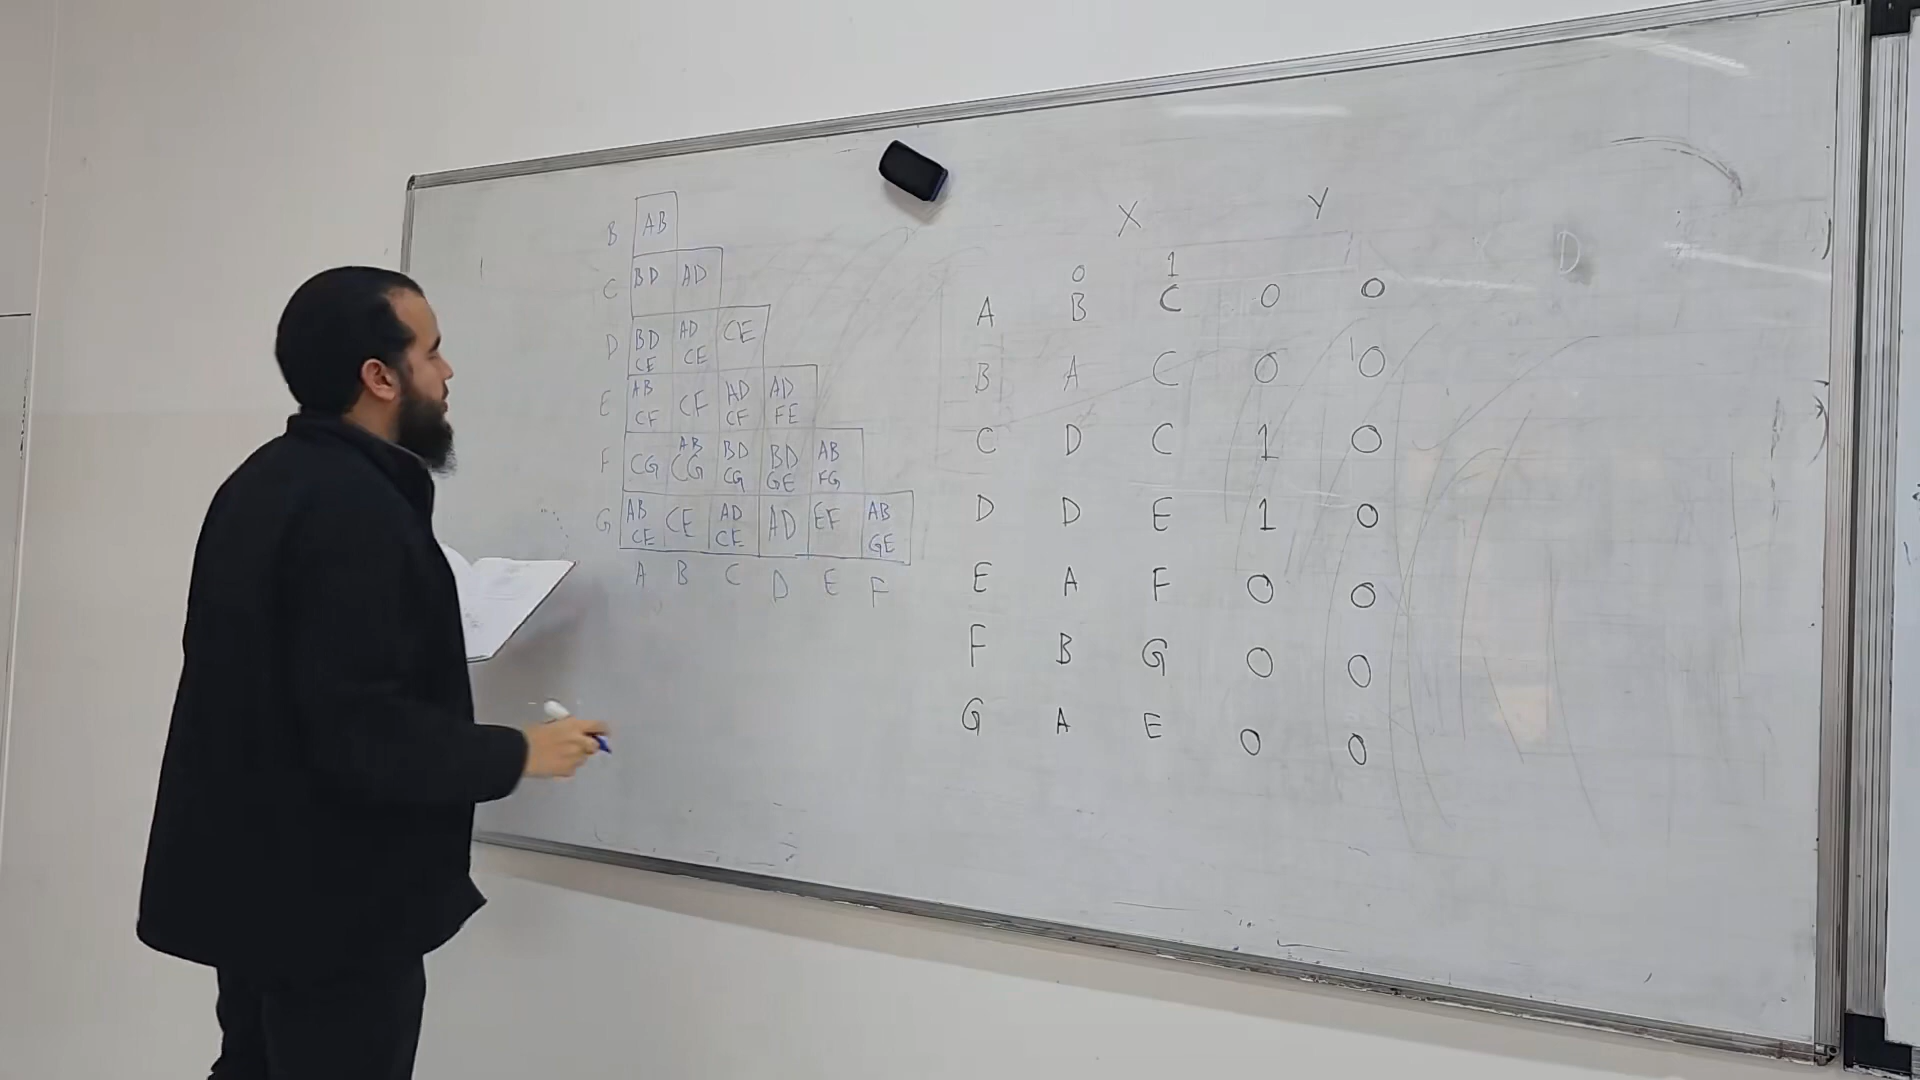 B AB
C BD AD
D BD CE AD CE CE
E AB CF CF AD CF AD FE
F CG AB CG BD CG BD GE AB FG
G AB CE CE AD CE AD EF AB GE
A B C D E F
X Y
0 1
A B C 0 0
B A C 0 0
C D C 1 0
D D E 1 0
E A F 0 0
F B G 0 0
G A E 0 0
D